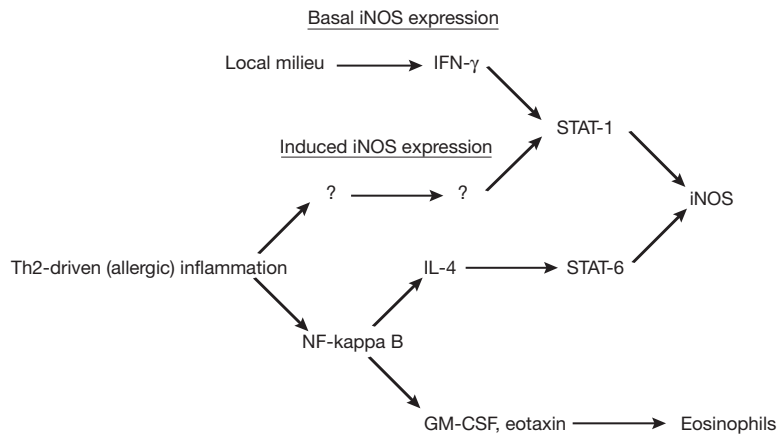 Basal iNOS expression
Local milieu
IFN-γ
STAT-1
Induced iNOS expression
?
?
iNOS
Th2-driven (allergic) inflammation
IL-4
STAT-6
NF-kappa B
GM-CSF, eotaxin
Eosinophils